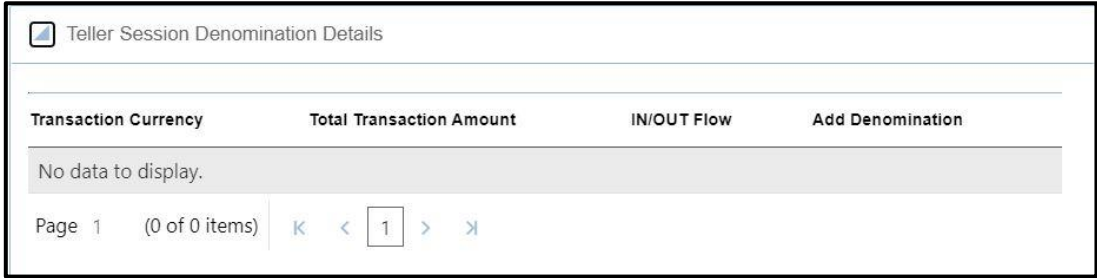 Teller Session Denomination Details
Transaction Currency Total Transaction Amount IN/OUT Flow Add Denomination
No data to display.
Page 1 (0 of 0 items) 1